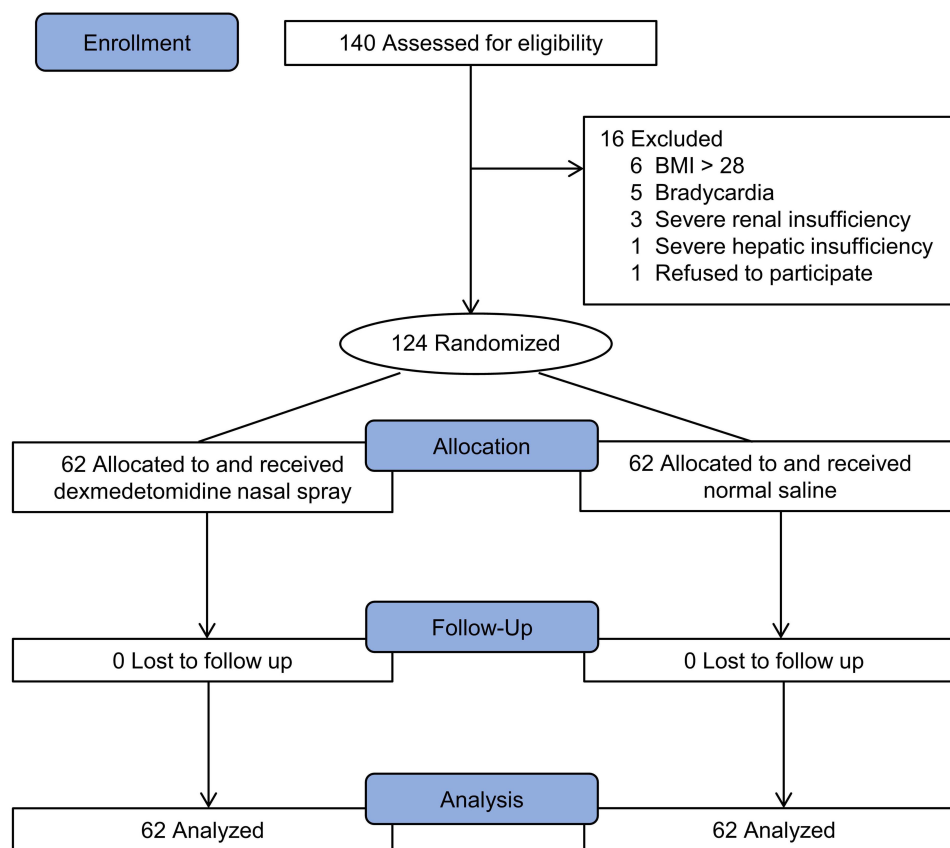 Enrollment
140 Assessed for eligibility
16 Excluded
6 BMI > 28
5 Bradycardia
3 Severe renal insufficiency
1 Severe hepatic insufficiency
1 Refused to participate
124 Randomized
Allocation
62 Allocated to and received
dexmedetomidine nasal spray
62 Allocated to and received
normal saline
Follow-Up
0 Lost to follow up
0 Lost to follow up
Analysis
62 Analyzed
62 Analyzed